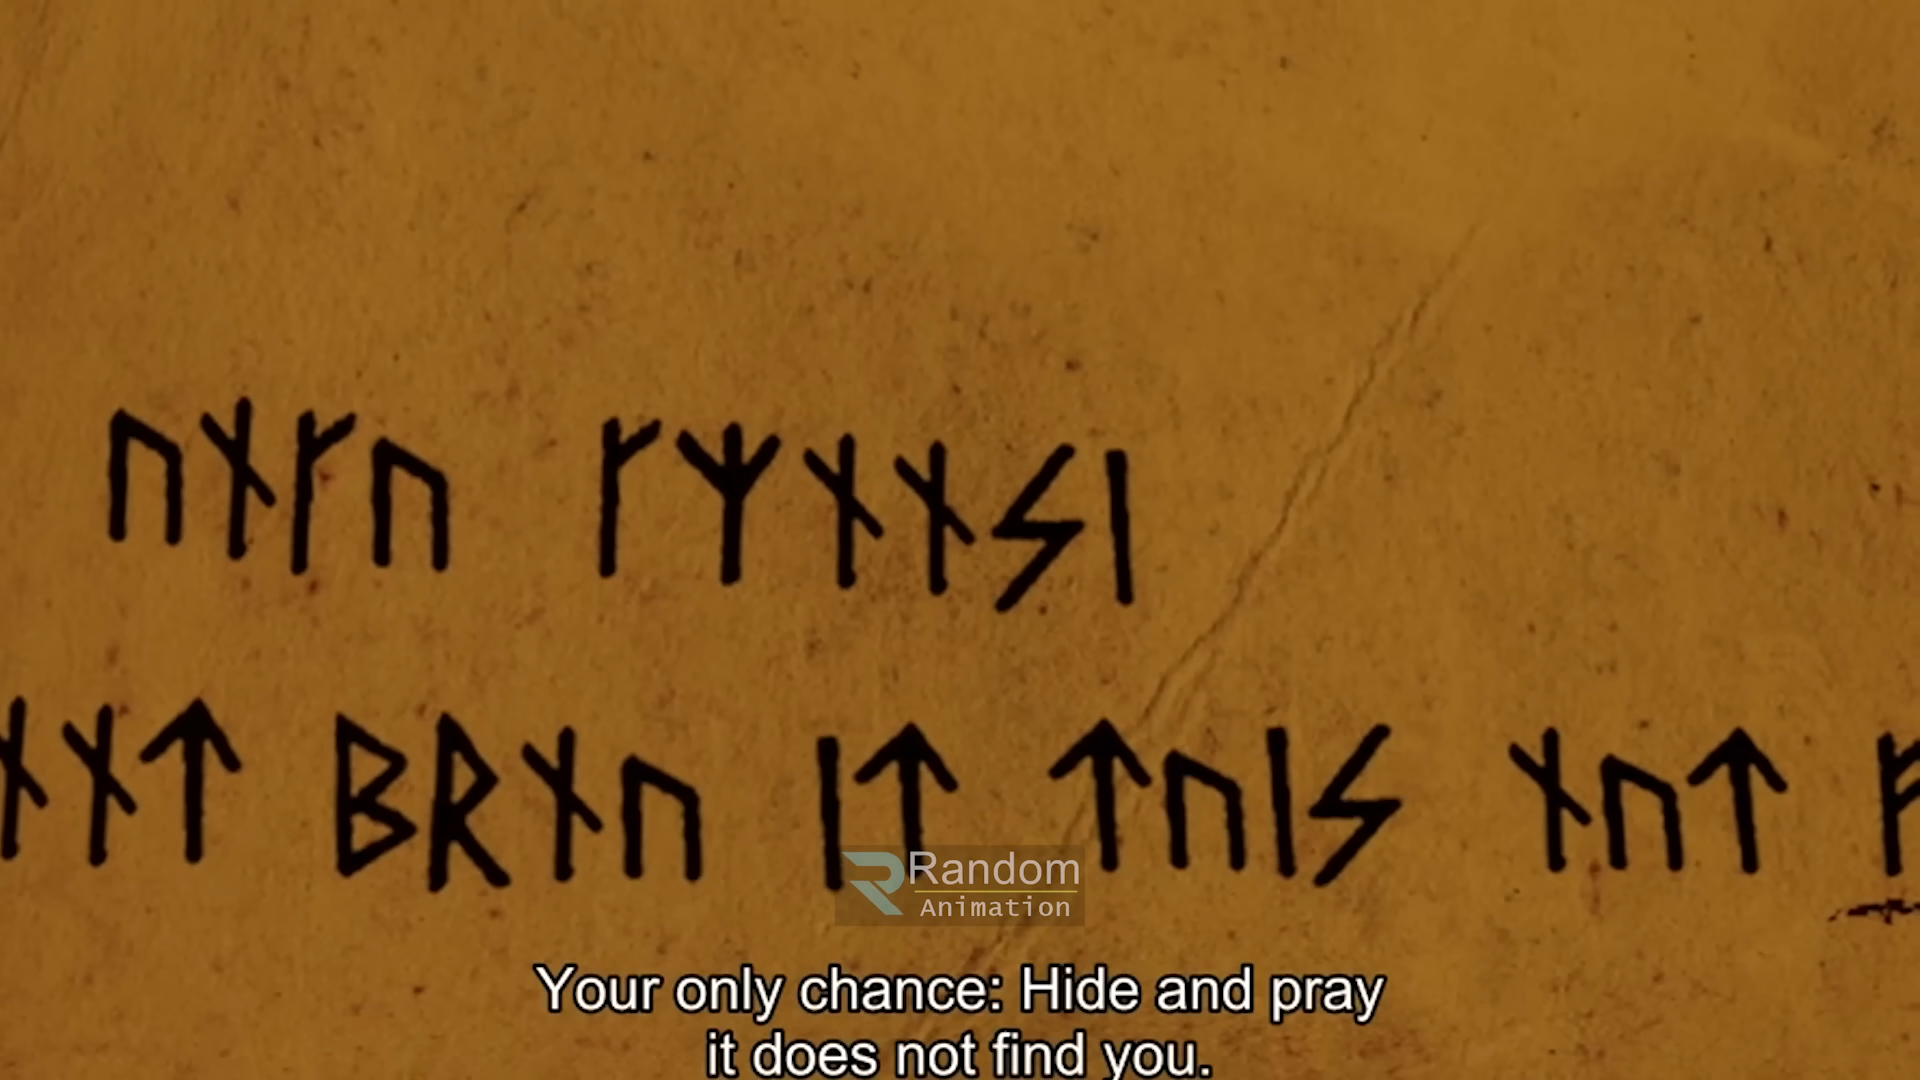 ᚢᚾᚴᚢ ᚴᛉᚾᚾᛋᛁ
ᚾᚾᛏ ᛒᚱᚾᚢ ᛁᛏ ᛏᚢᛁᛋ ᚾᚢᛏ
Random
Animation
Your only chance: Hide and pray
it does not find you.